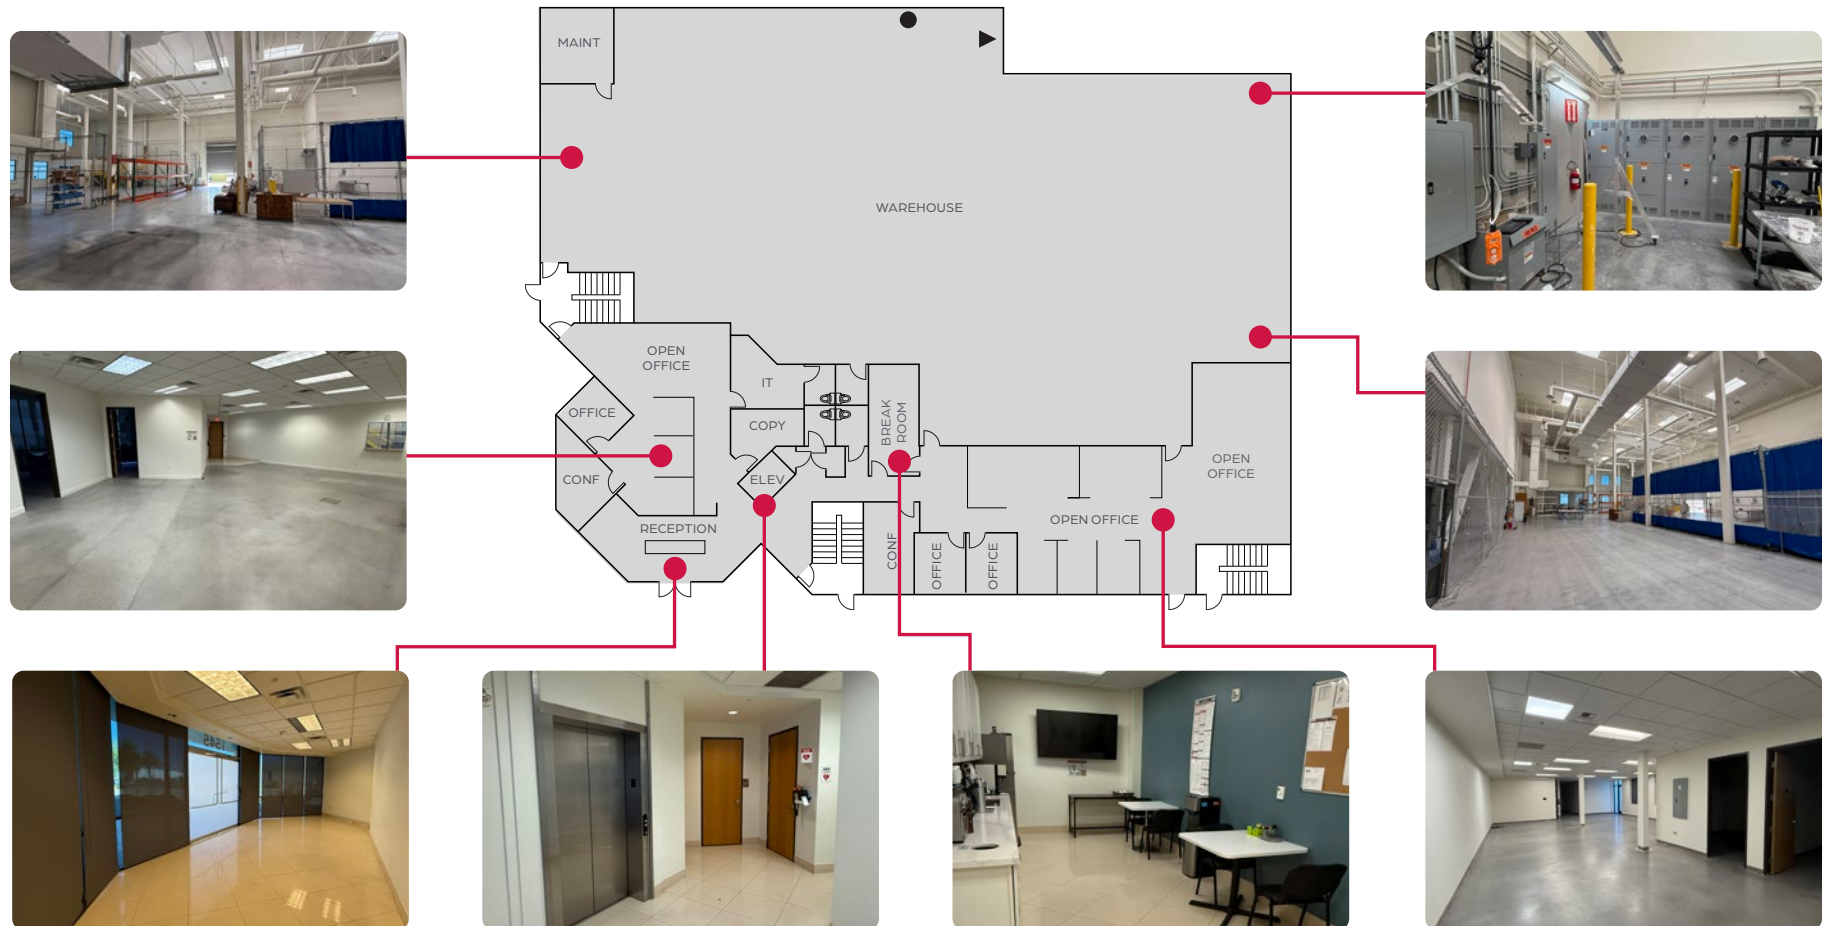 MAINT
WAREHOUSE
OPEN
OFFICE
IT
OFFICE
COPY
BREAK
ROOM
OPEN
OFFICE
CONF
ELEV
RECEPTION
OPEN OFFICE
CONF
OFFICE
OFFICE
1545